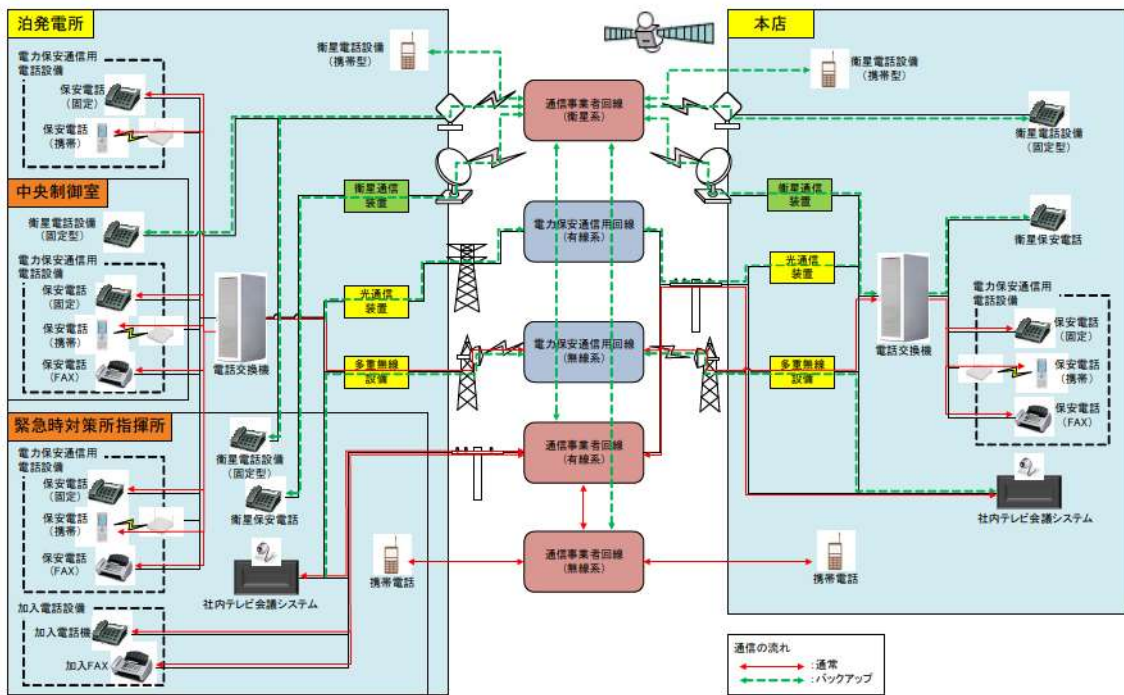 泊発電所
電力保安通信用
電話設備
保安電話
(固定)
保安電話
(携帯)
中央制御室
衛星電話設備
(固定型)
電力保安通信用
電話設備
保安電話
(固定)
保安電話
(携帯)
保安電話
(FAX)
電話交換機
緊急時対策所指揮所
電力保安通信用
電話設備
保安電話
(固定)
保安電話
(携帯)
保安電話
(FAX)
加入電話設備
加入電話機
加入FAX
衛星電話設備
(携帯型)
衛星通信
装置
光通信
装置
多重無線
設備
衛星電話設備
(固定型)
衛星保安電話
社内テレビ会議システム
携帯電話
通信事業者回線
(衛星系)
電力保安通信用回線
(有線系)
電力保安通信用回線
(無線系)
通信事業者回線
(有線系)
通信事業者回線
(無線系)
本店
衛星電話設備
(携帯型)
衛星電話設備
(固定型)
衛星通信
装置
衛星保安電話
光通信
装置
電話交換機
電力保安通信用
電話設備
保安電話
(固定)
保安電話
(携帯)
保安電話
(FAX)
多重無線
設備
社内テレビ会議システム
携帯電話
通信の流れ
:通常
:バックアップ